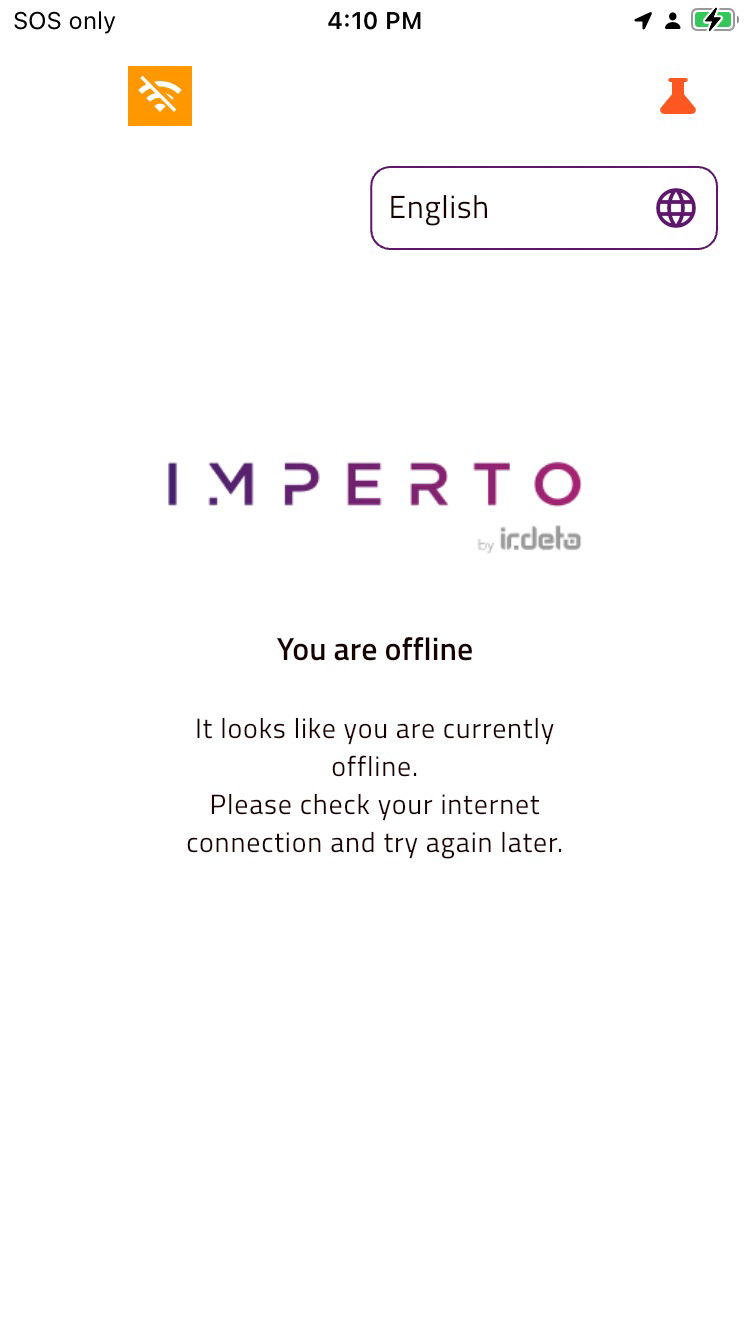 SOS only 4:10 PM
English
IMPERTO
by irdeto
You are offline
It looks like you are currently
offline.
Please check your internet
connection and try again later.